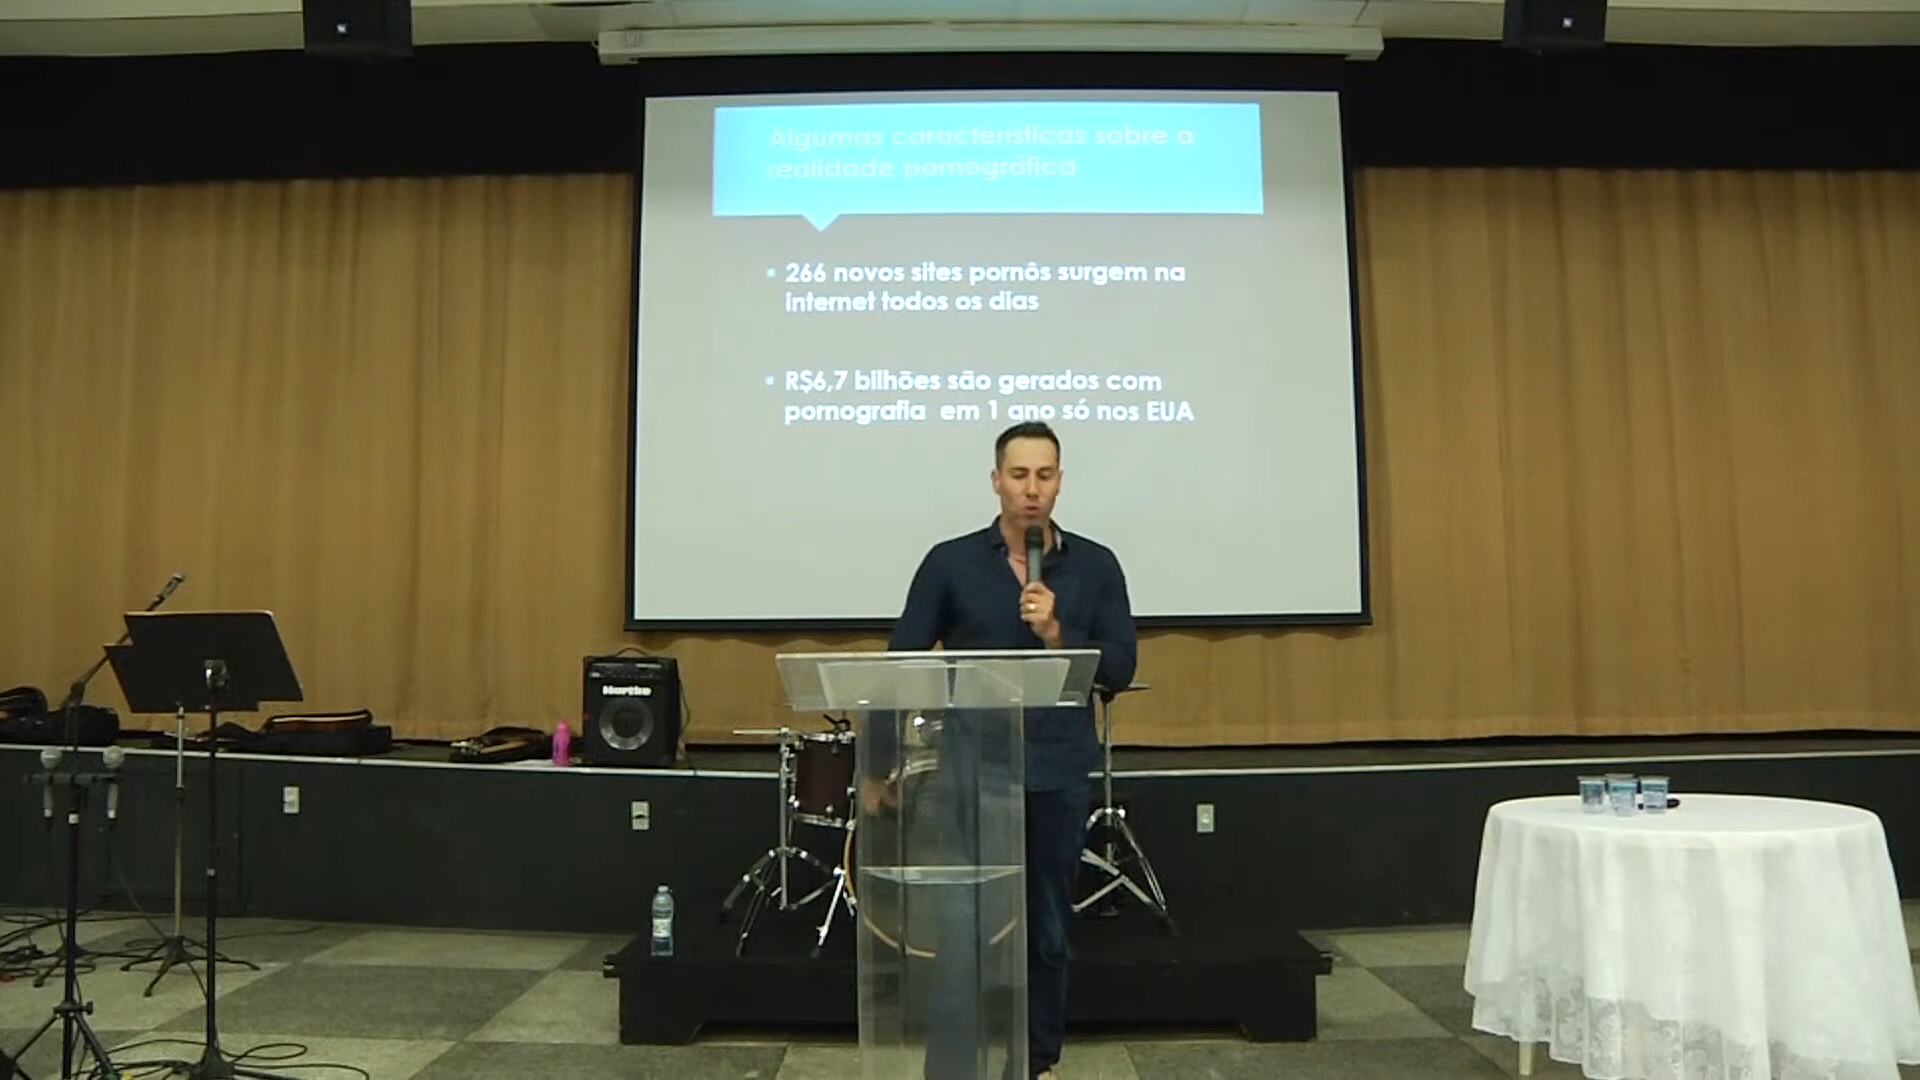 Algumas características sobre a
realidade pornográfica
266 novos sites pornôs surgem na
internet todos os dias
R$6,7 bilhões são gerados com
pornografia em 1 ano só nos EUA
Hartke